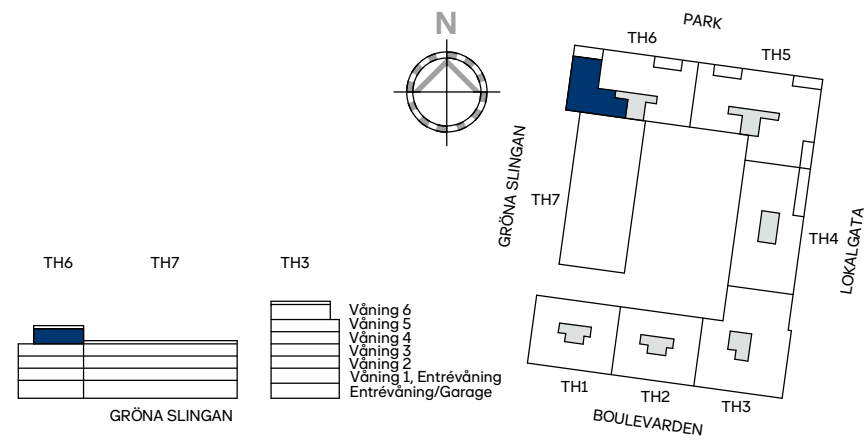 N
PARK
TH6
TH5
GRÖNA SLINGAN
TH7
TH4
LOKALGATA
TH1
TH2
TH3
BOULEVARDEN
TH6
TH7
TH3
Våning 6
Våning 5
Våning 4
Våning 3
Våning 2
Våning 1, Entrévåning
Entrévåning/Garage
GRÖNA SLINGAN